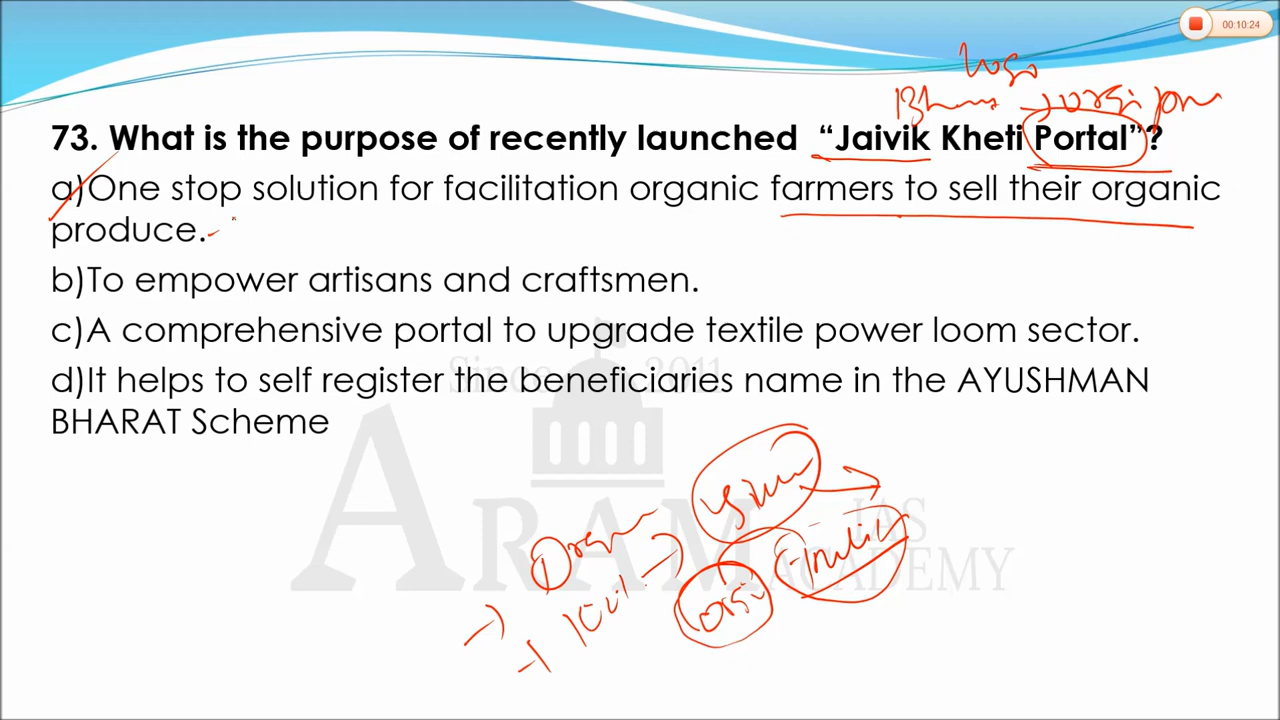 00:10:24
Logo
73. What is the purpose of recently launched “Jaivik Kheti Portal”?
a)One stop solution for facilitation organic farmers to sell their organic
produce.
b)To empower artisans and craftsmen.
c)A comprehensive portal to upgrade textile power loom sector.
d)It helps to self register the beneficiaries name in the AYUSHMAN
BHARAT Scheme
Since 2011
ARAM IAS
ACADEMY
100%